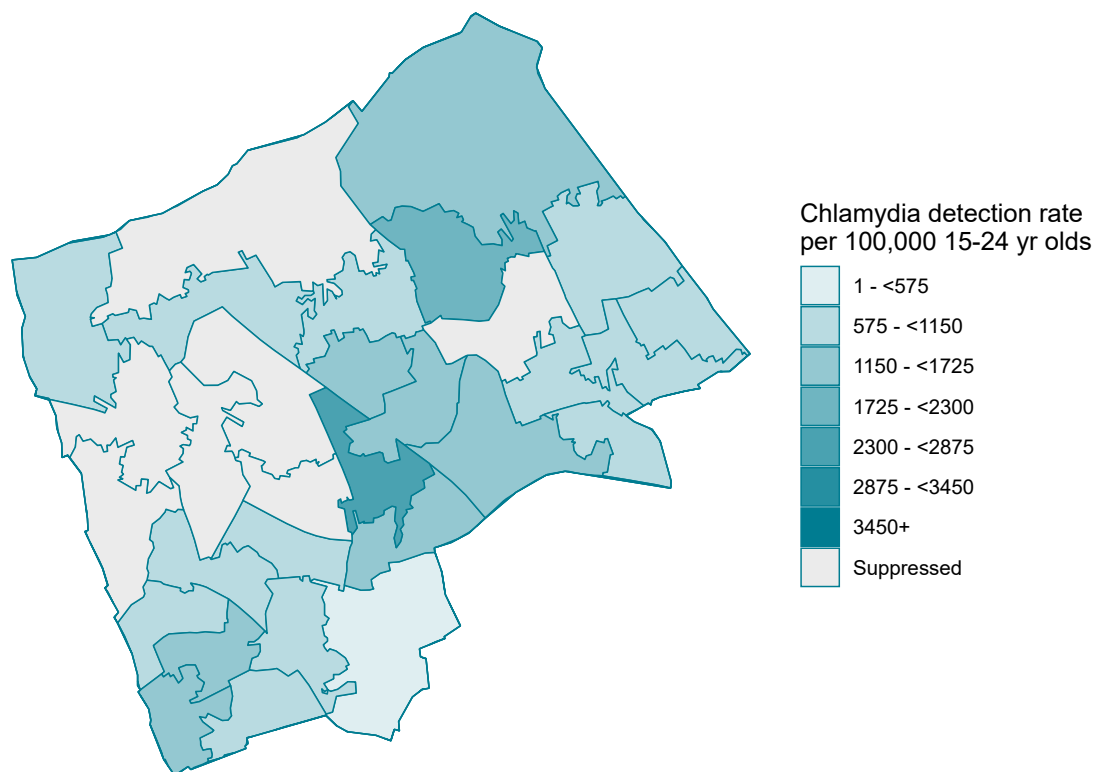 Chlamydia detection rate
per 100,000 15-24 yr olds
1 - <575
575 - <1150
1150 - <1725
1725 - <2300
2300 - <2875
2875 - <3450
3450+
Suppressed